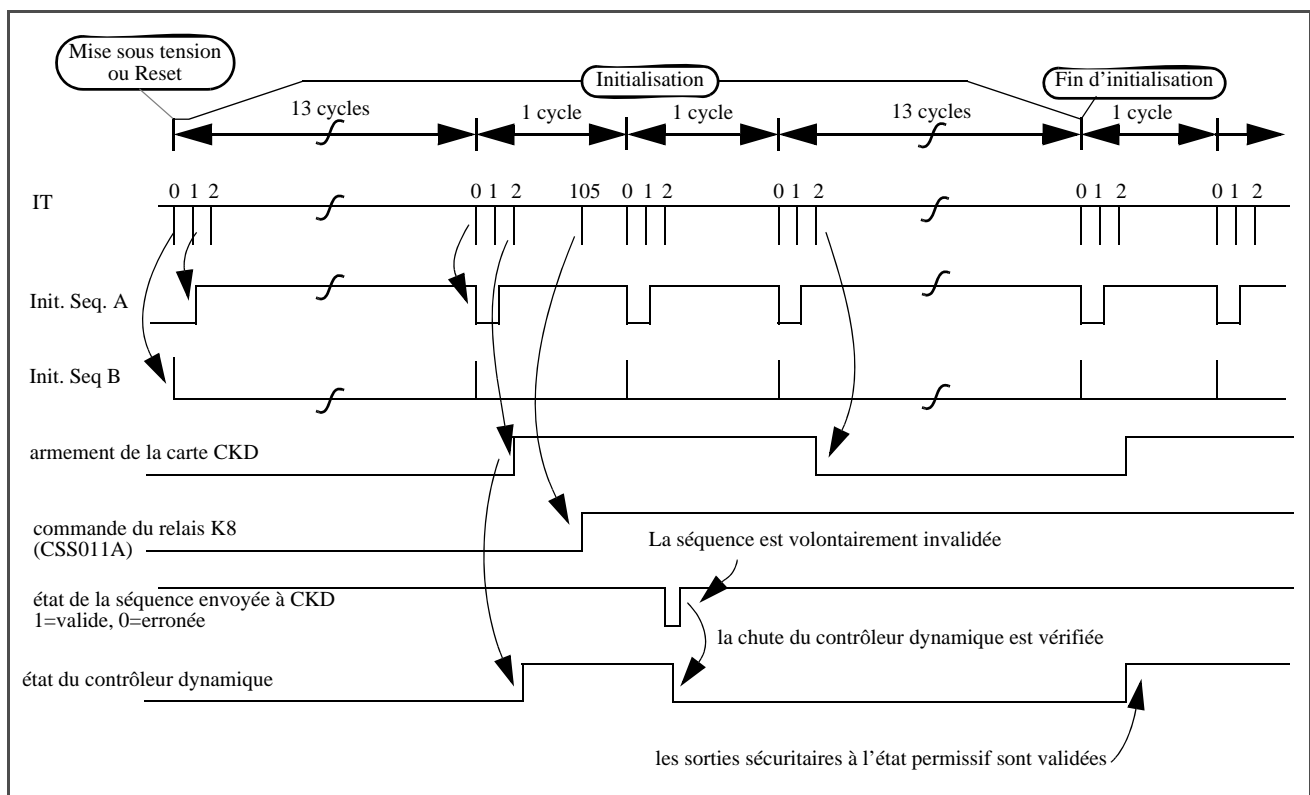 Mise sous tension
ou Reset
Initialisation
Fin d'initialisation
13 cycles
1 cycle
1 cycle
13 cycles
1 cycle
IT
0 1 2
0 1 2
105
0 1 2
0 1 2
0 1 2
0 1 2
Init. Seq. A
Init. Seq B
armement de la carte CKD
commande du relais K8
(CSS011A)
La séquence est volontairement invalidée
état de la séquence envoyée à CKD
1=valide, 0=erronée
la chute du contrôleur dynamique est vérifiée
état du contrôleur dynamique
les sorties sécuritaires à l'état permissif sont validées